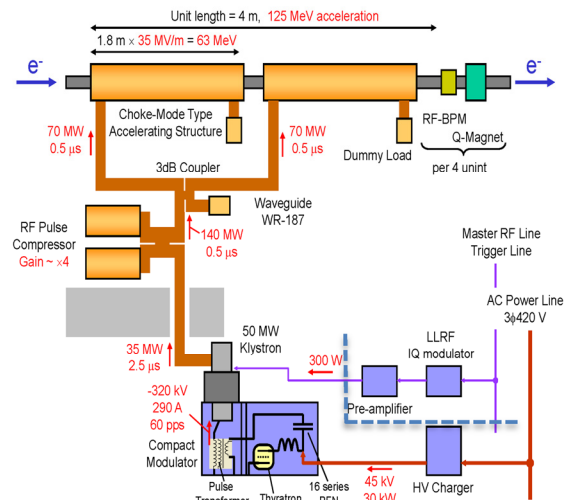 Unit length = 4 m, 125 MeV acceleration
1.8 m x 35 MV/m = 63 MeV
e-
e-
Choke-Mode Type
Accelerating Structure
RF-BPM
Q-Magnet
per 4 unint
Dummy Load
70 MW
0.5 μs
70 MW
0.5 μs
3dB Coupler
Waveguide
WR-187
RF Pulse
Compressor
Gain ~ x4
140 MW
0.5 μs
Master RF Line
Trigger Line
AC Power Line
3ϕ420 V
50 MW
Klystron
35 MW
2.5 μs
300 W
LLRF
IQ modulator
Pre-amplifier
-320 kV
290 A
60 pps
Compact
Modulator
Pulse
Transformer
Thyratron
16 series
PFN
45 kV
30 kW
HV Charger